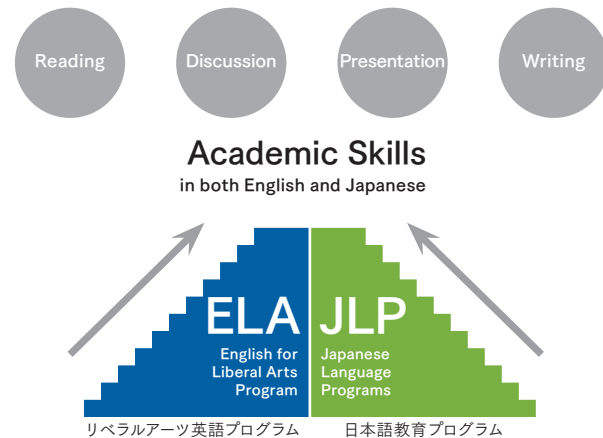 Reading
Discussion
Presentation
Writing
Academic Skills
in both English and Japanese
ELA
English for
Liberal Arts
Program
JLP
Japanese
Language
Programs
リベラルアーツ英語プログラム
日本語教育プログラム